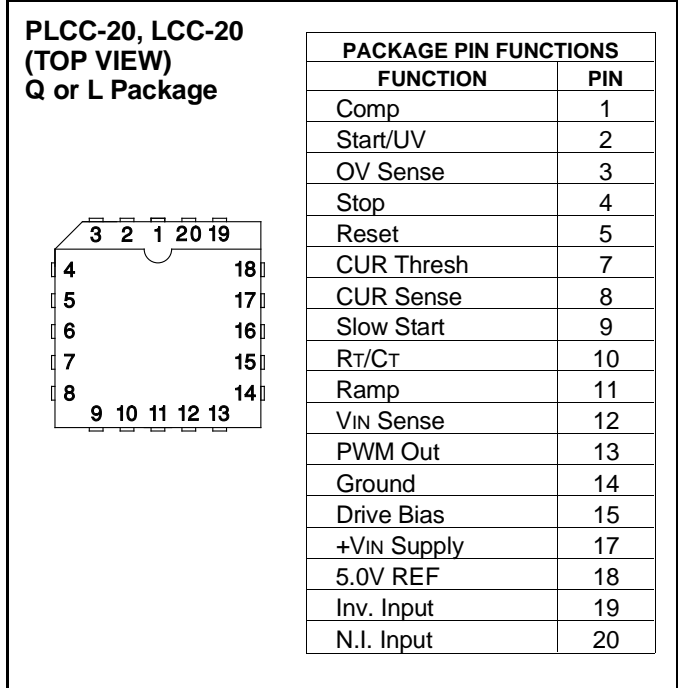 PLCC-20, LCC-20
(TOP VIEW)
Q or L Package
3 2 1 20 19
4 18
5 17
6 16
7 15
8 14
9 10 11 12 13
PACKAGE PIN FUNCTIONS
FUNCTION PIN
Comp 1
Start/UV 2
OV Sense 3
Stop 4
Reset 5
CUR Thresh 7
CUR Sense 8
Slow Start 9
RT/CT 10
Ramp 11
VIN Sense 12
PWM Out 13
Ground 14
Drive Bias 15
+VIN Supply 17
5.0V REF 18
Inv. Input 19
N.I. Input 20